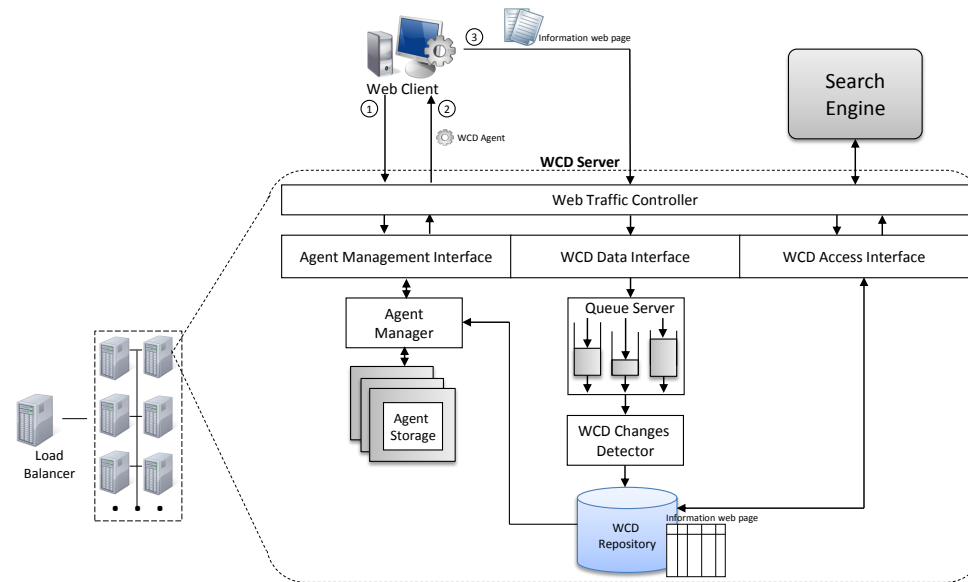 3
Information web page
Web Client
1
2
WCD Agent
Search
Engine
WCD Server
Web Traffic Controller
Agent Management Interface
WCD Data Interface
WCD Access Interface
Agent
Manager
Queue Server
Agent
Storage
WCD Changes
Detector
Load
Balancer
Information web page
WCD
Repository